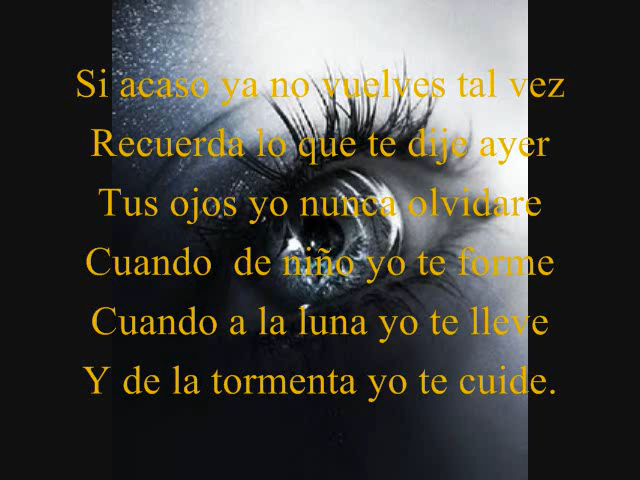 Si acaso ya no vuelves tal vez
Recuerda lo que te dije ayer
Tus ojos yo nunca olvidare
Cuando  de niño yo te forme
Cuando a la luna yo te lleve
Y de la tormenta yo te cuide.